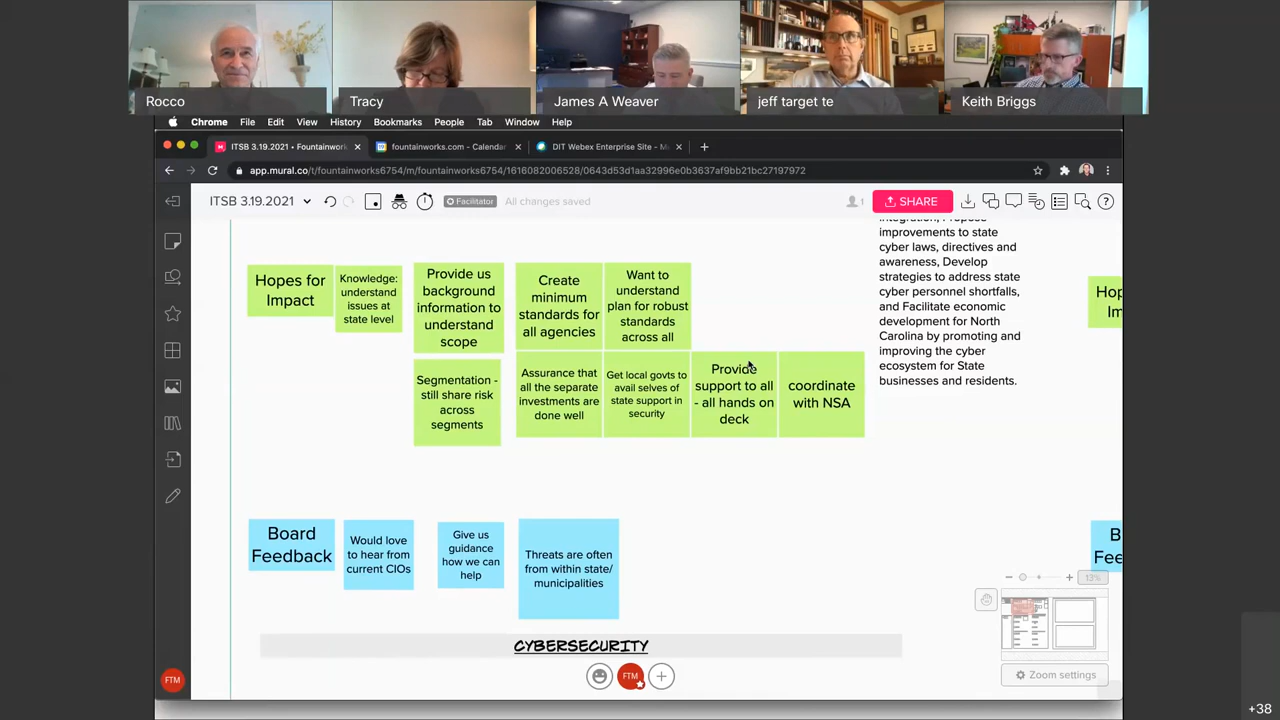 Rocco
Tracy
James A Weaver
jeff target te
Keith Briggs
Chrome File Edit View History Bookmarks People Tab Window Help
ITSB 3.19.2021 • Fountainworks
fountainworks.com - Calendar
DIT Webex Enterprise Site - M
app.mural.co/t/fountainworks6754/m/fountainworks6754/1616082006528/0643d53d1aa32996e0b3637af9bb21bc27197972
ITSB 3.19.2021
Facilitator
All changes saved
1
SHARE
integration, Propose
improvements to state
cyber laws, directives and
awareness, Develop
strategies to address state
cyber personnel shortfalls,
and Facilitate economic
development for North
Carolina by promoting and
improving the cyber
ecosystem for State
businesses and residents.
Hopes for
Impact
Knowledge:
understand
issues at
state level
Provide us
background
information to
understand
scope
Create
minimum
standards for
all agencies
Want to
understand
plan for robust
standards
across all
Hop
Im
Segmentation -
still share risk
across
segments
Assurance that
all the separate
investments are
done well
Get local govts to
avail selves of
state support in
security
Provide
support to all
- all hands on
deck
coordinate
with NSA
Board
Feedback
Would love
to hear from
current CIOs
Give us
guidance
how we can
help
Threats are often
from within state/
municipalities
B
Fee
13%
CYBERSECURITY
FTM
FTM
Zoom settings
+38